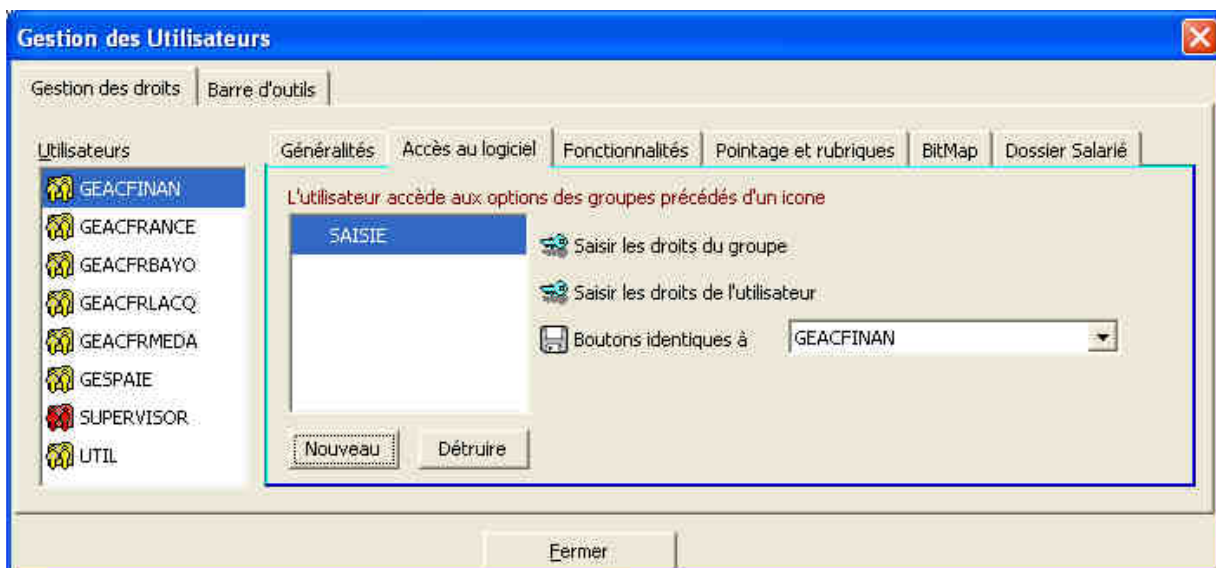 Gestion des Utilisateurs
Gestion des droits
Barre d'outils
Utilisateurs
GEACFINAN
GEACFRANCE
GEACFRBAYO
GEACFRLACQ
GEACFRMEDA
GESPAIE
SUPERVISOR
UTIL
Généralités
Accès au logiciel
Fonctionnalités
Pointage et rubriques
BitMap
Dossier Salarié
L'utilisateur accède aux options des groupes précédés d'un icone
SAISIE
Saisir les droits du groupe
Saisir les droits de l'utilisateur
Boutons identiques à
GEACFINAN
Nouveau
Détruire
Fermer